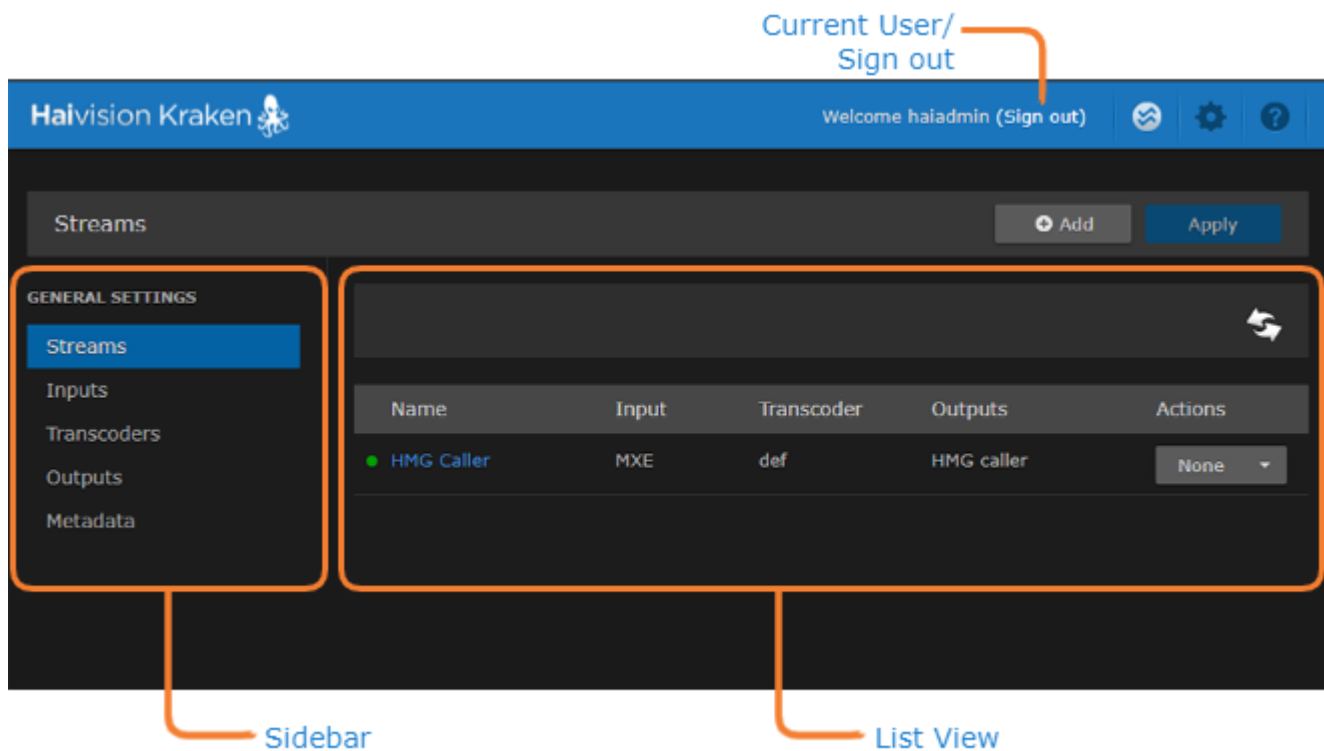 Current User/
Sign out
Haivision Kraken
Welcome haiadmin (Sign out)
Streams
Add
Apply
GENERAL SETTINGS
Streams
Inputs
Transcoders
Outputs
Metadata
Name Input Transcoder Outputs Actions
HMG Caller MXE def HMG caller None
Sidebar
List View